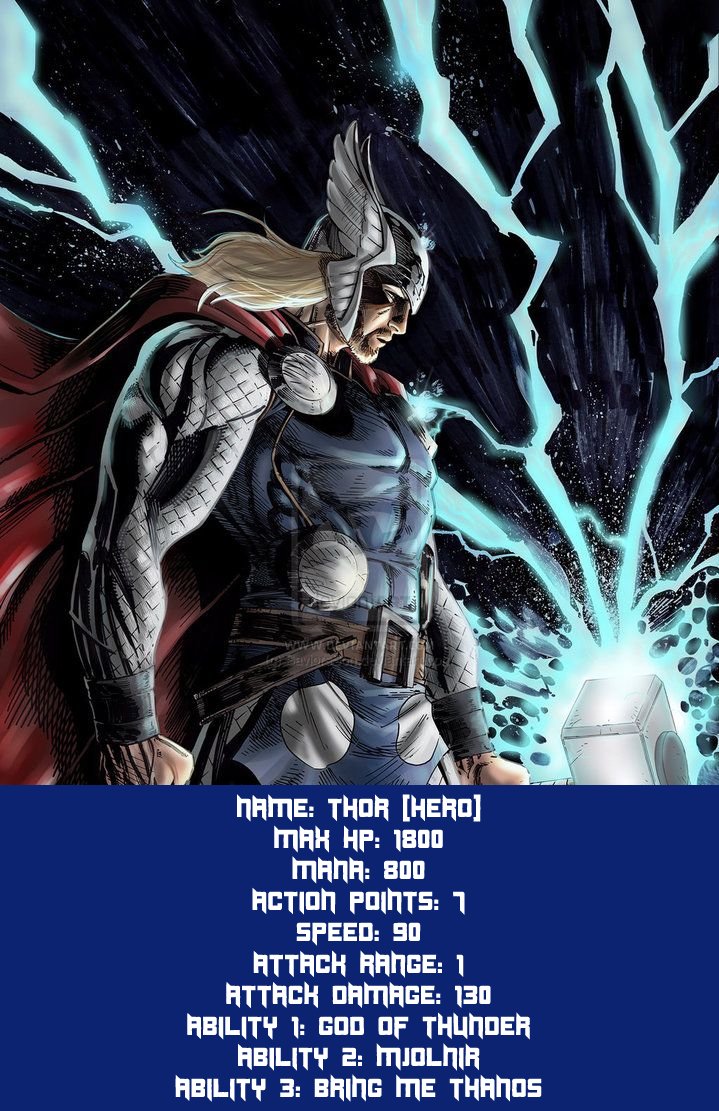 NAME: THOR [HERO]
MAX HP: 1800
MANA: 800
ACTION POINTS: 7
SPEED: 90
ATTACK RANGE: 1
ATTACK DAMAGE: 130
ABILITY 1: GOD OF THUNDER
ABILITY 2: MJOLNIR
ABILITY 3: BRING ME THANOS